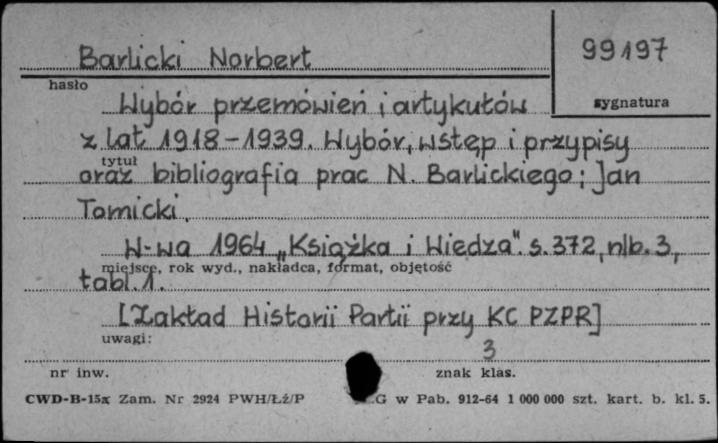 Barlicki Norbert
99197
hasło
sygnatura
Wybór przemówień i artykułów
z lat 1918-1939. Wybór, wstęp i przypisy
tytuł
oraz bibliografia prac N. Barlickiego: Jan
Tomicki.
W-wa 1964 „Książka i Wiedza". s. 372, nlb. 3,
miejsce, rok wyd., nakładca, format, objętość
tabl. 1.
[Zakład Historii Partii przy KC PZPR]
uwagi:
3
nr inw.
znak klas.
CWD-B-15x Zam. Nr 2924 PWH/Łź/P G w Pab. 912-64 1 000 000 szt. kart. b. kl. 5.